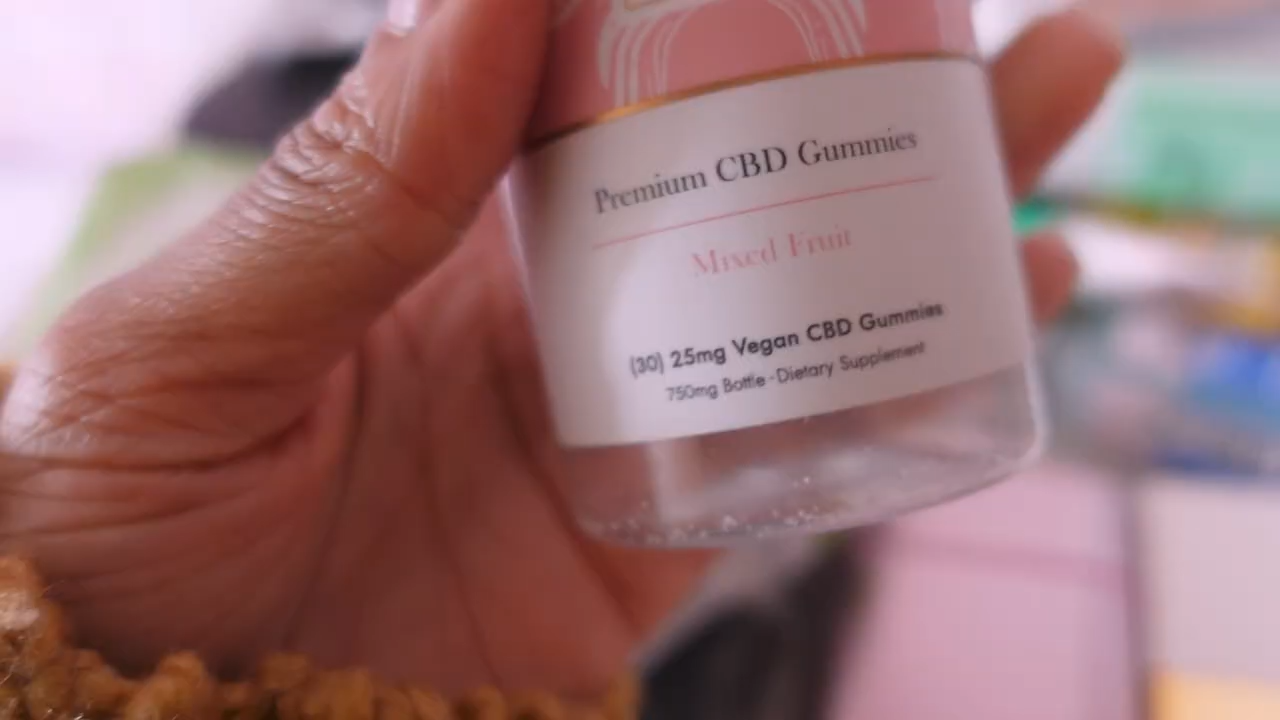 Premium CBD Gummies
Mixed Fruit
(30) 25mg Vegan CBD Gummies
750mg Bottle - Dietary Supplement